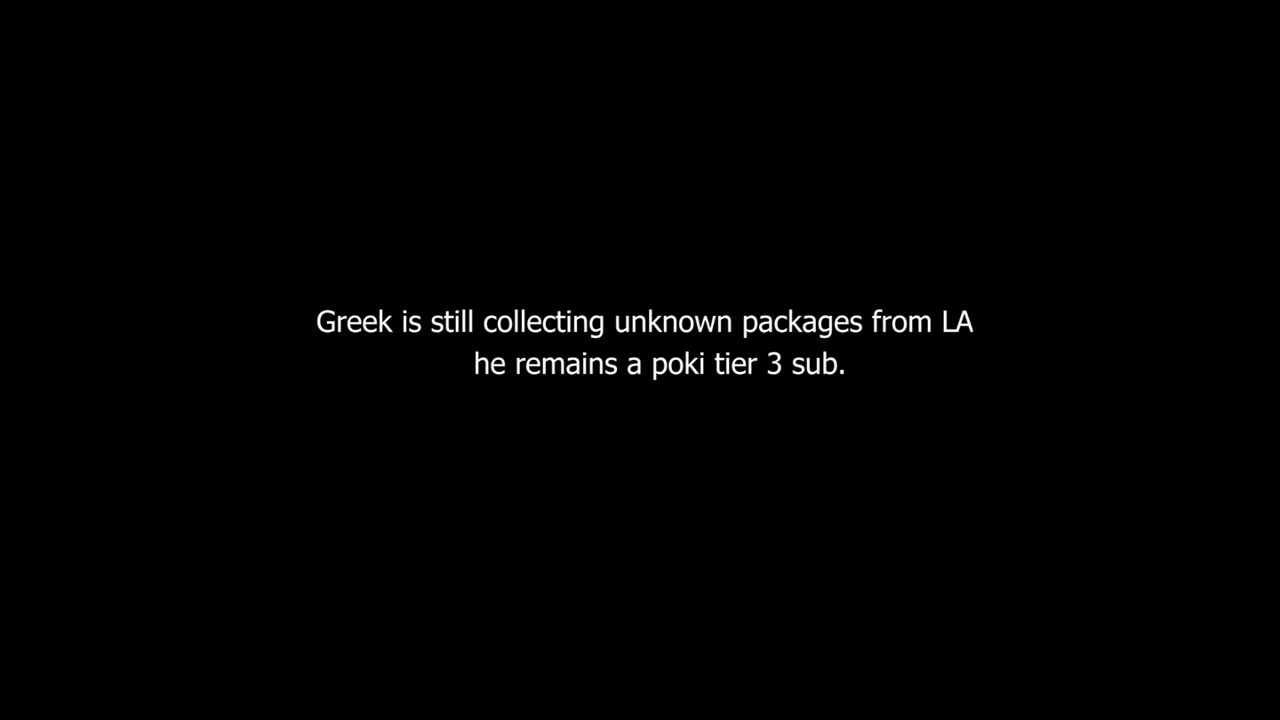 Greek is still collecting unknown packages from LA
he remains a poki tier 3 sub.